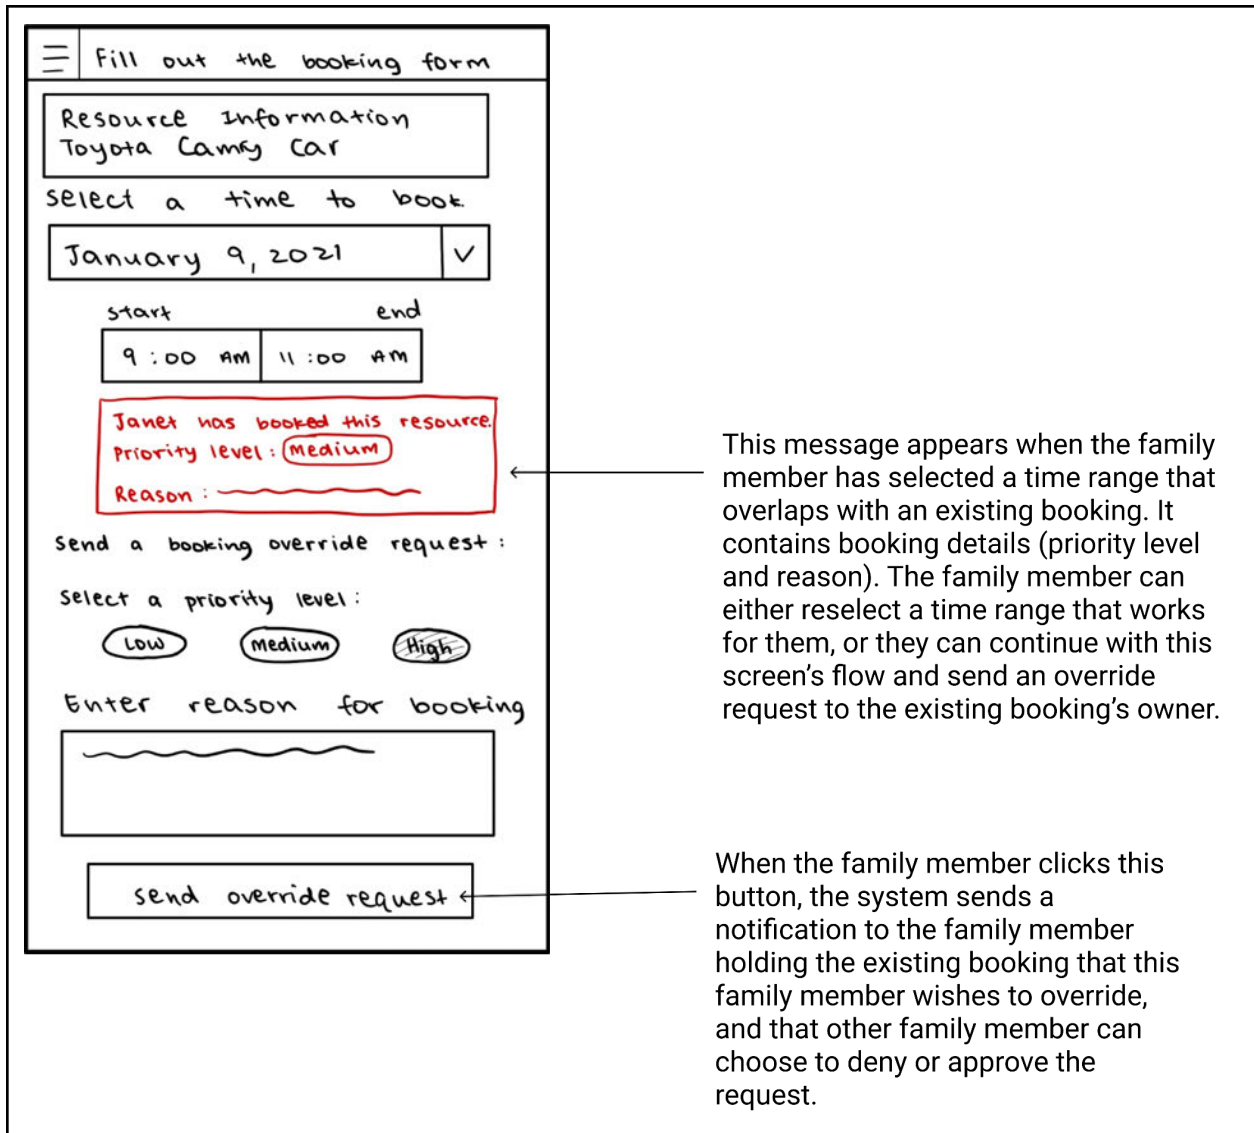 Fill out the booking form
Resource Information
Toyota Camry Car
Select a time to book
January 9, 2021
start end
9:00 AM 11:00 AM
Janet has booked this resource.
Priority level: Medium
Reason:
Send a booking override request:
Select a priority level:
Low Medium High
Enter reason for booking
Send override request
This message appears when the family
member has selected a time range that
overlaps with an existing booking. It
contains booking details (priority level
and reason). The family member can
either reselect a time range that works
for them, or they can continue with this
screen's flow and send an override
request to the existing booking's owner.
When the family member clicks this
button, the system sends a
notification to the family member
holding the existing booking that this
family member wishes to override,
and that other family member can
choose to deny or approve the
request.